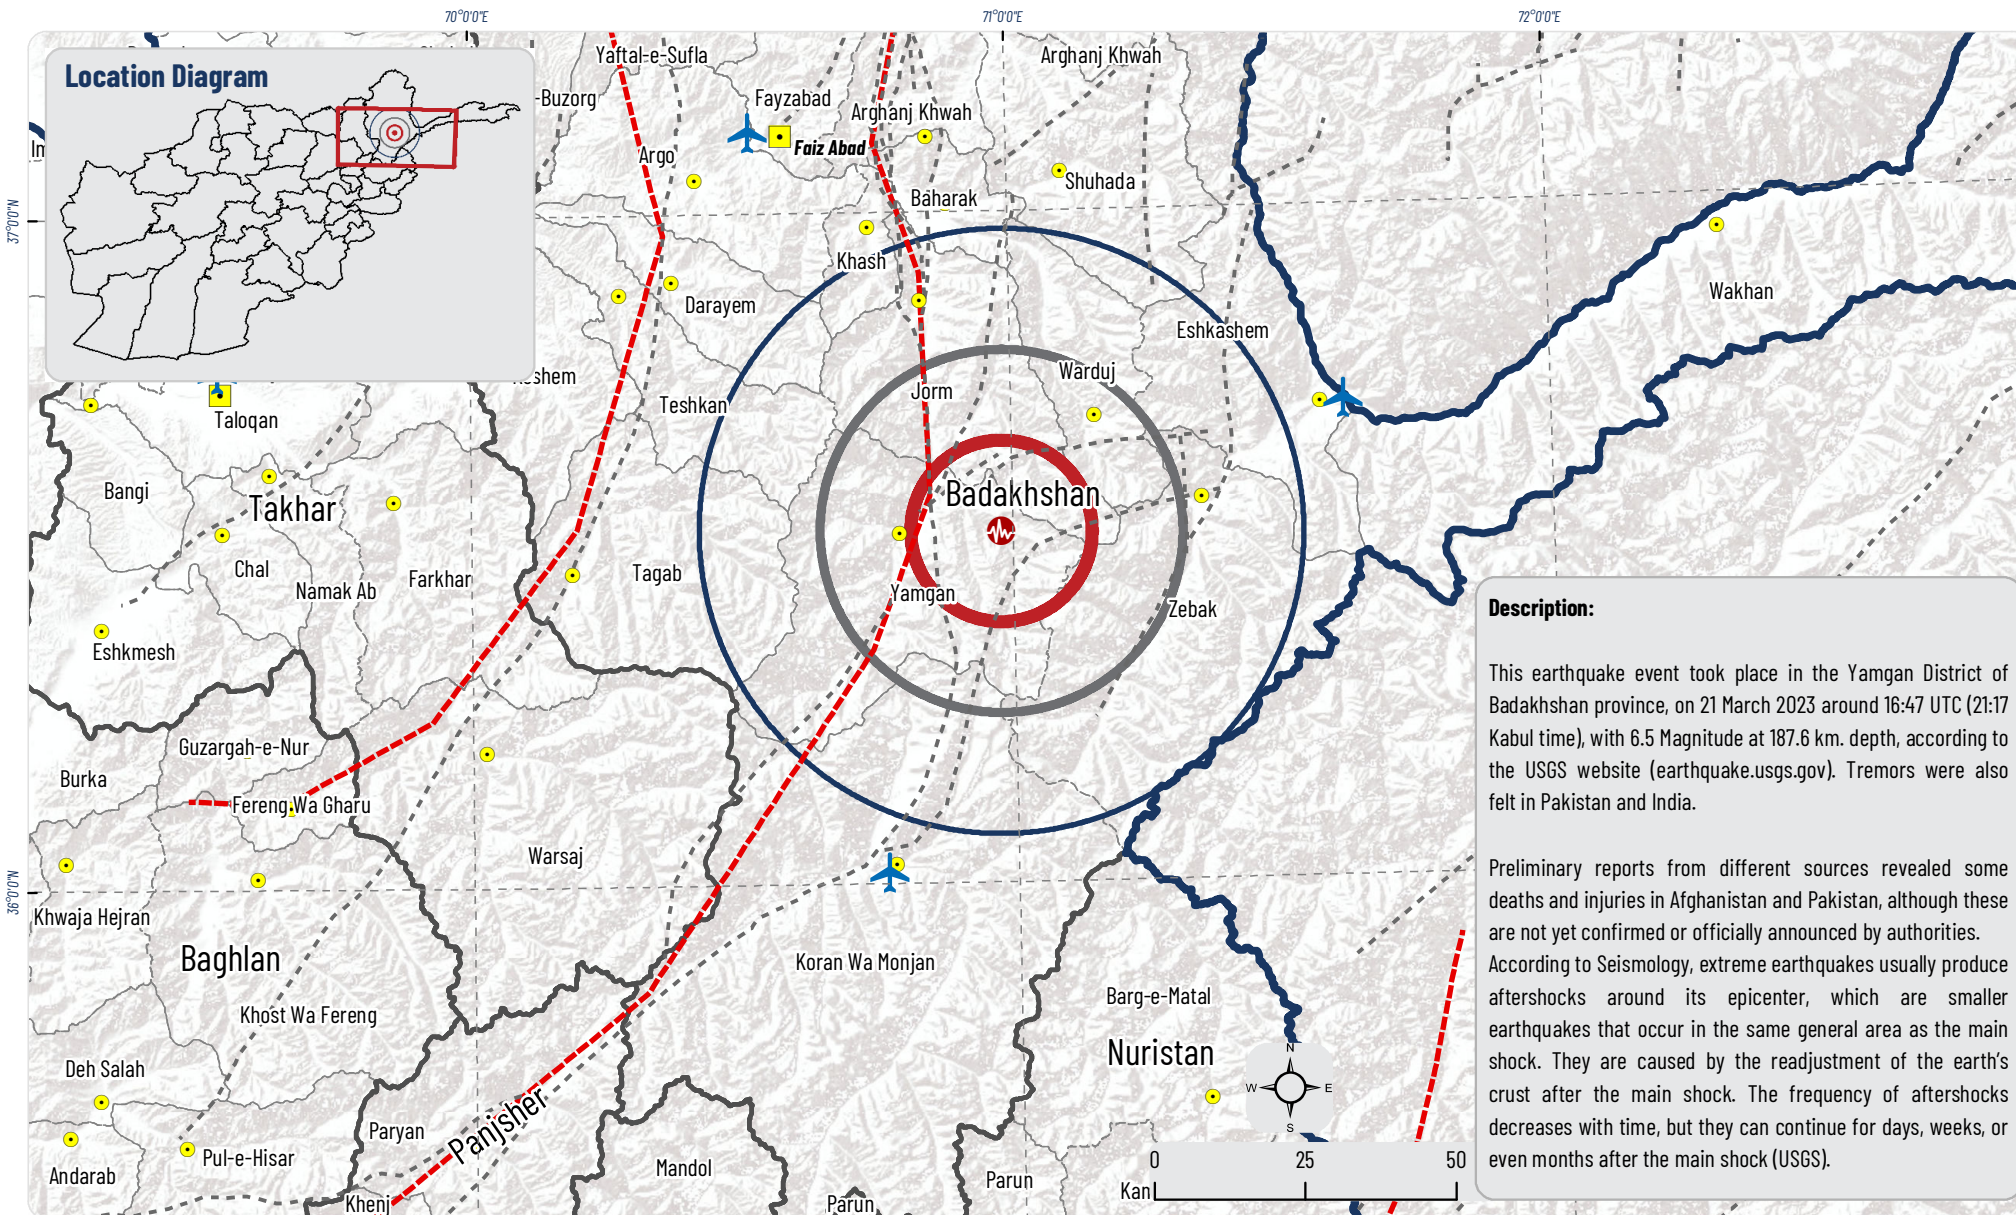 70°0'0"E
71°0'0"E
72°0'0"E
37°0'0"N
36°0'0"N
Location Diagram
Yaftal-e-Sufla
Arghanj Khwah
-Buzorg
Fayzabad
Arghanj Khwah
Faiz Abad
Argo
Shuhada
Baharak
Khash
Darayem
Wakhan
Eshkashem
Warduj
Jorm
Teshkan
Taloqan
Bangi
Takhar
Badakhshan
Chal
Namak Ab
Farkhar
Tagab
Yamgan
Zebak
Eshkmesh
Guzargah-e-Nur
Burka
Fereng Wa Gharu
Warsaj
Khwaja Hejran
Baghlan
Koran Wa Monjan
Khost Wa Fereng
Barg-e-Matal
Nuristan
Deh Salah
Panjsher
Paryan
Pul-e-Hisar
Andarab
Khenj
Mandol
Parun
Parun
Kan
N
W
E
S
0
25
50
Description:
This earthquake event took place in the Yamgan District of
Badakhshan province, on 21 March 2023 around 16:47 UTC (21:17
Kabul time), with 6.5 Magnitude at 187.6 km. depth, according to
the USGS website (earthquake.usgs.gov). Tremors were also
felt in Pakistan and India.
Preliminary reports from different sources revealed some
deaths and injuries in Afghanistan and Pakistan, although these
are not yet confirmed or officially announced by authorities.
According to Seismology, extreme earthquakes usually produce
aftershocks around its epicenter, which are smaller
earthquakes that occur in the same general area as the main
shock. They are caused by the readjustment of the earth's
crust after the main shock. The frequency of aftershocks
decreases with time, but they can continue for days, weeks, or
even months after the main shock (USGS).